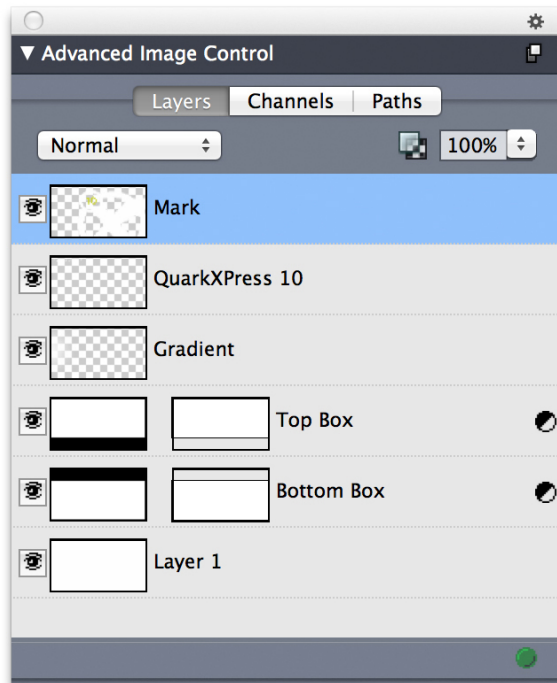 Advanced Image Control
Layers Channels Paths
Normal 100%
Mark
QuarkXPress 10
Gradient
Top Box
Bottom Box
Layer 1